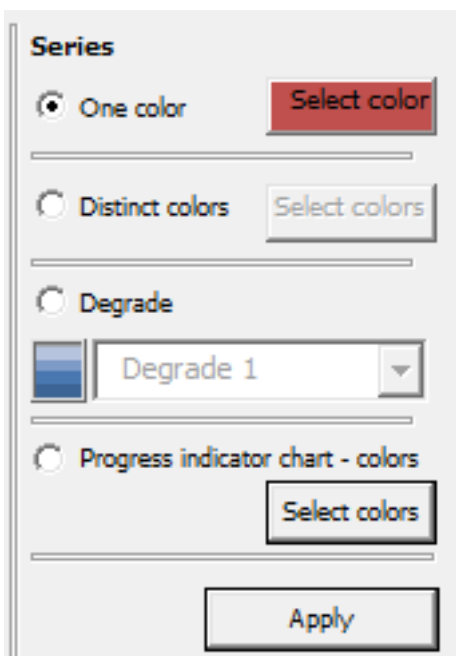 Series
One color Select color
Distinct colors Select colors
Degrade
Degrade 1
Progress indicator chart - colors
Select colors
Apply